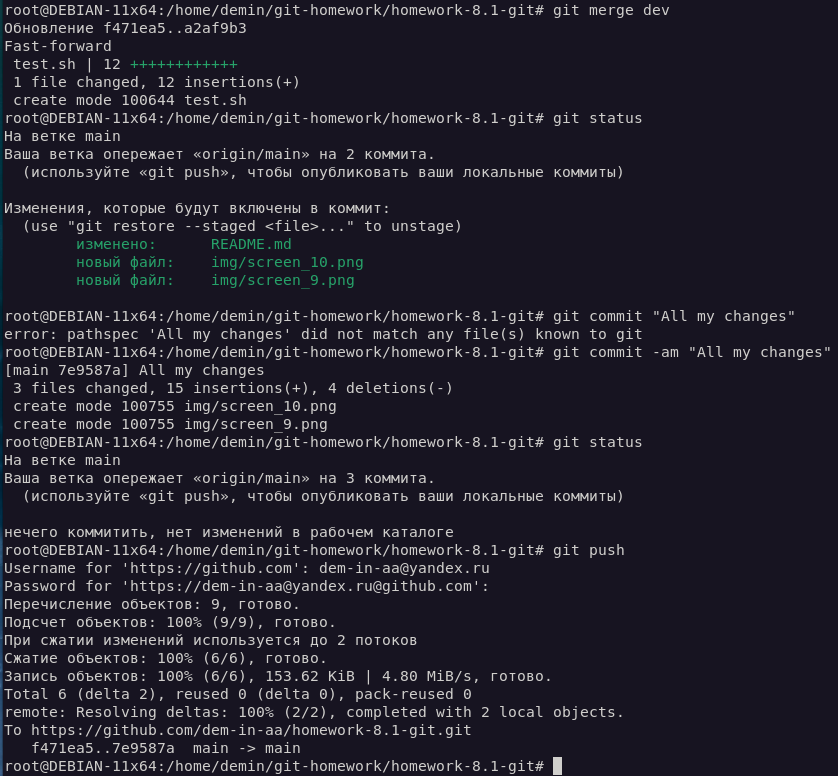 root@DEBIAN-11x64:/home/demin/git-homework/homework-8.1-git# git merge dev
Обновление f471ea5..a2af9b3
Fast-forward
 test.sh | 12 ++++++++++++
 1 file changed, 12 insertions(+)
 create mode 100644 test.sh
root@DEBIAN-11x64:/home/demin/git-homework/homework-8.1-git# git status
На ветке main
Ваша ветка опережает «origin/main» на 2 коммита.
  (используйте «git push», чтобы опубликовать ваши локальные коммиты)

Изменения, которые будут включены в коммит:
  (use "git restore --staged <file>..." to unstage)
        изменено:      README.md
        новый файл:    img/screen_10.png
        новый файл:    img/screen_9.png

root@DEBIAN-11x64:/home/demin/git-homework/homework-8.1-git# git commit "All my changes"
error: pathspec 'All my changes' did not match any file(s) known to git
root@DEBIAN-11x64:/home/demin/git-homework/homework-8.1-git# git commit -am "All my changes"
[main 7e9587a] All my changes
 3 files changed, 15 insertions(+), 4 deletions(-)
 create mode 100755 img/screen_10.png
 create mode 100755 img/screen_9.png
root@DEBIAN-11x64:/home/demin/git-homework/homework-8.1-git# git status
На ветке main
Ваша ветка опережает «origin/main» на 3 коммита.
  (используйте «git push», чтобы опубликовать ваши локальные коммиты)

нечего коммитить, нет изменений в рабочем каталоге
root@DEBIAN-11x64:/home/demin/git-homework/homework-8.1-git# git push
Username for 'https://github.com': dem-in-aa@yandex.ru
Password for 'https://dem-in-aa@yandex.ru@github.com':
Перечисление объектов: 9, готово.
Подсчет объектов: 100% (9/9), готово.
При сжатии изменений используется до 2 потоков
Сжатие объектов: 100% (6/6), готово.
Запись объектов: 100% (6/6), 153.62 KiB | 4.80 MiB/s, готово.
Total 6 (delta 2), reused 0 (delta 0), pack-reused 0
remote: Resolving deltas: 100% (2/2), completed with 2 local objects.
To https://github.com/dem-in-aa/homework-8.1-git.git
   f471ea5..7e9587a  main -> main
root@DEBIAN-11x64:/home/demin/git-homework/homework-8.1-git#